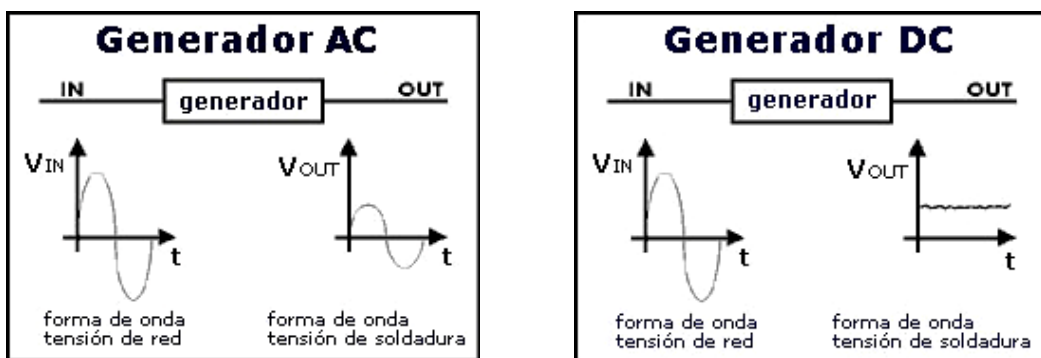 Generador AC
IN
generador
OUT
VIN
t
VOUT
t
forma de onda
tensión de red
forma de onda
tensión de soldadura
Generador DC
IN
generador
OUT
VIN
t
VOUT
t
forma de onda
tensión de red
forma de onda
tensión de soldadura